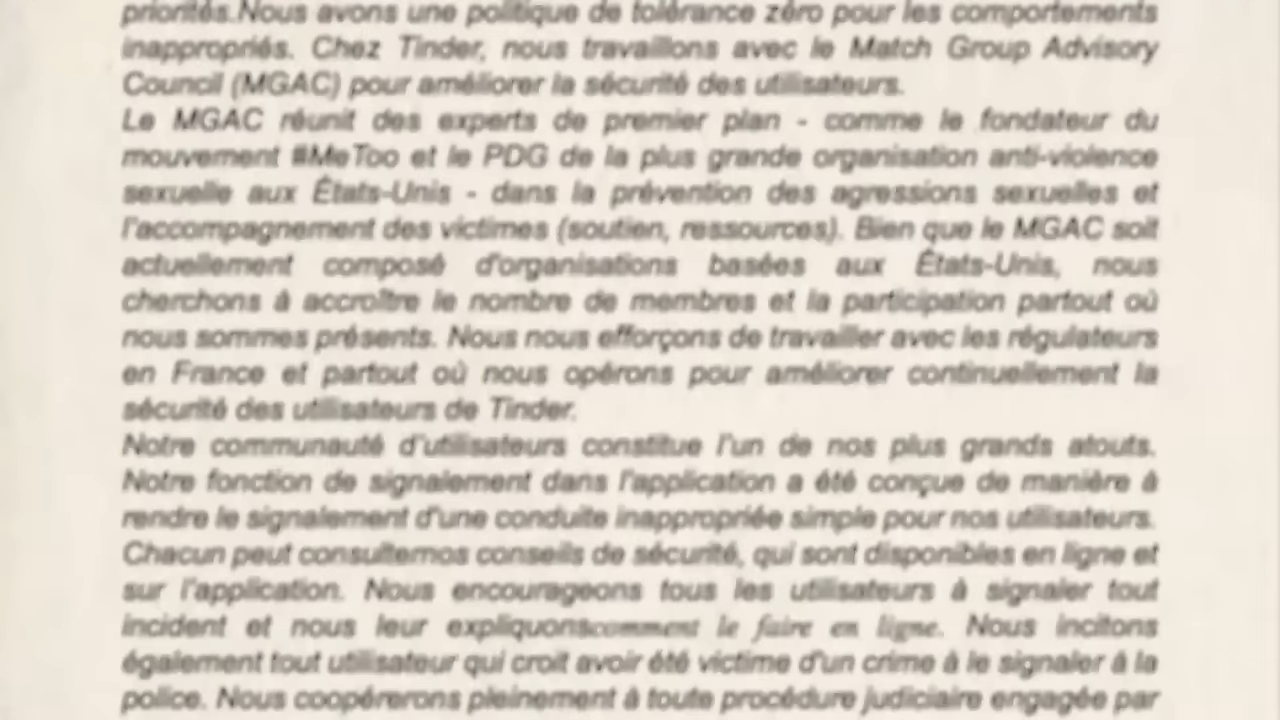 priorités.Nous avons une politique de tolérance zéro pour les comportements
inappropriés. Chez Tinder, nous travaillons avec le Match Group Advisory
Council (MGAC) pour améliorer la sécurité des utilisateurs.
Le MGAC réunit des experts de premier plan - comme le fondateur du
mouvement #MeToo et le PDG de la plus grande organisation anti-violence
sexuelle aux États-Unis - dans la prévention des agressions sexuelles et
l'accompagnement des victimes (soutien, ressources). Bien que le MGAC soit
actuellement composé d'organisations basées aux États-Unis, nous
cherchons à accroître le nombre de membres et la participation partout où
nous sommes présents. Nous nous efforçons de travailler avec les régulateurs
en France et partout où nous opérons pour améliorer continuellement la
sécurité des utilisateurs de Tinder.
Notre communauté d'utilisateurs constitue l'un de nos plus grands atouts.
Notre fonction de signalement dans l'application a été conçue de manière à
rendre le signalement d'une conduite inappropriée simple pour nos utilisateurs.
Chacun peut consulternos conseils de sécurité, qui sont disponibles en ligne et
sur l'application. Nous encourageons tous les utilisateurs à signaler tout
incident et nous leur expliquonscomment le faire en ligne. Nous incitons
également tout utilisateur qui croit avoir été victime d'un crime à le signaler à la
police. Nous coopérerons pleinement à toute procédure judiciaire engagée par